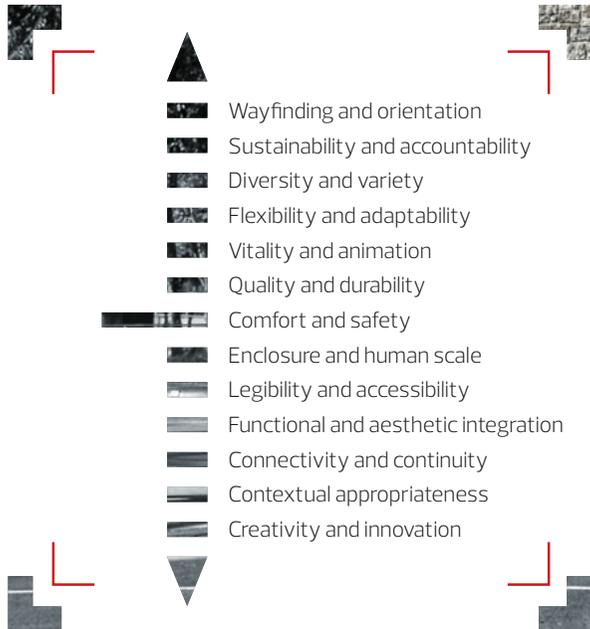 Wayfinding and orientation
Sustainability and accountability
Diversity and variety
Flexibility and adaptability
Vitality and animation
Quality and durability
Comfort and safety
Enclosure and human scale
Legibility and accessibility
Functional and aesthetic integration
Connectivity and continuity
Contextual appropriateness
Creativity and innovation